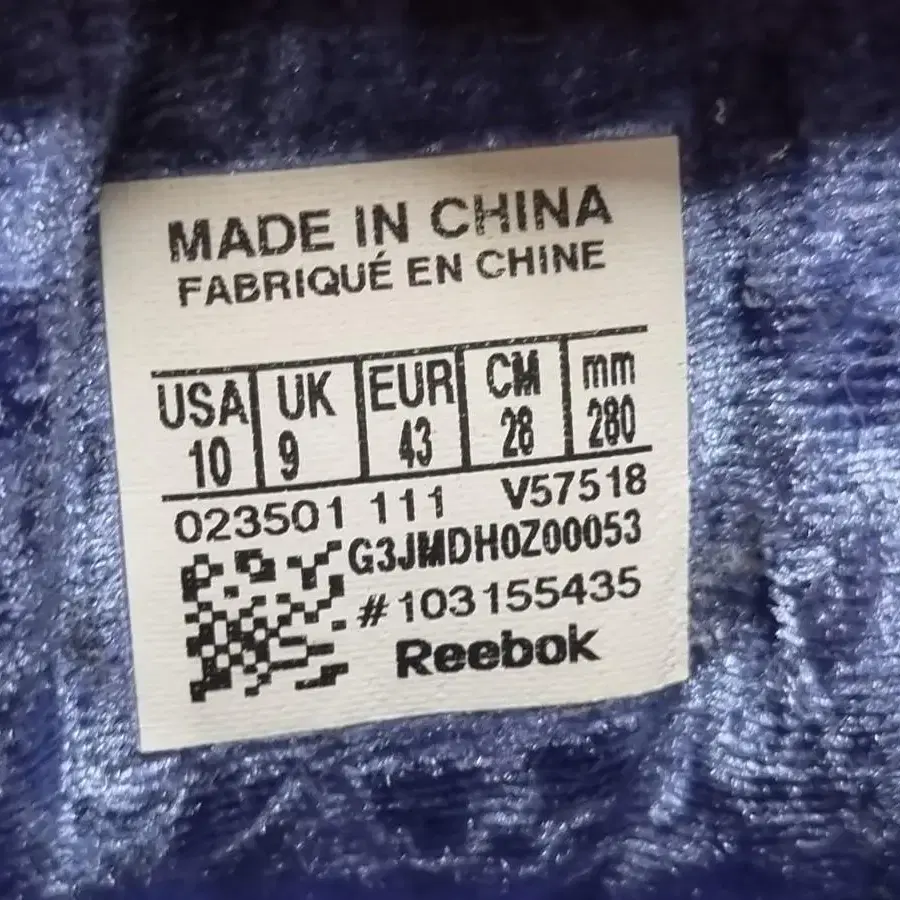 MADE IN CHINA
FABRIQUÉ EN CHINE
USA UK EUR CM mm
10 9 43 28 280
023501 111 V57518
G3JMDH0Z00053
#103155435
Reebok